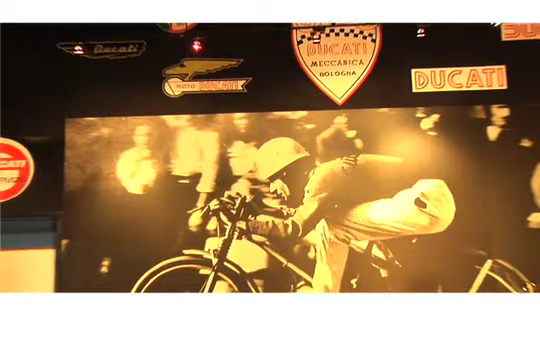 Ducati
MOTO DUCATI
DUCATI
MECCANICA
BOLOGNA
DUCATI